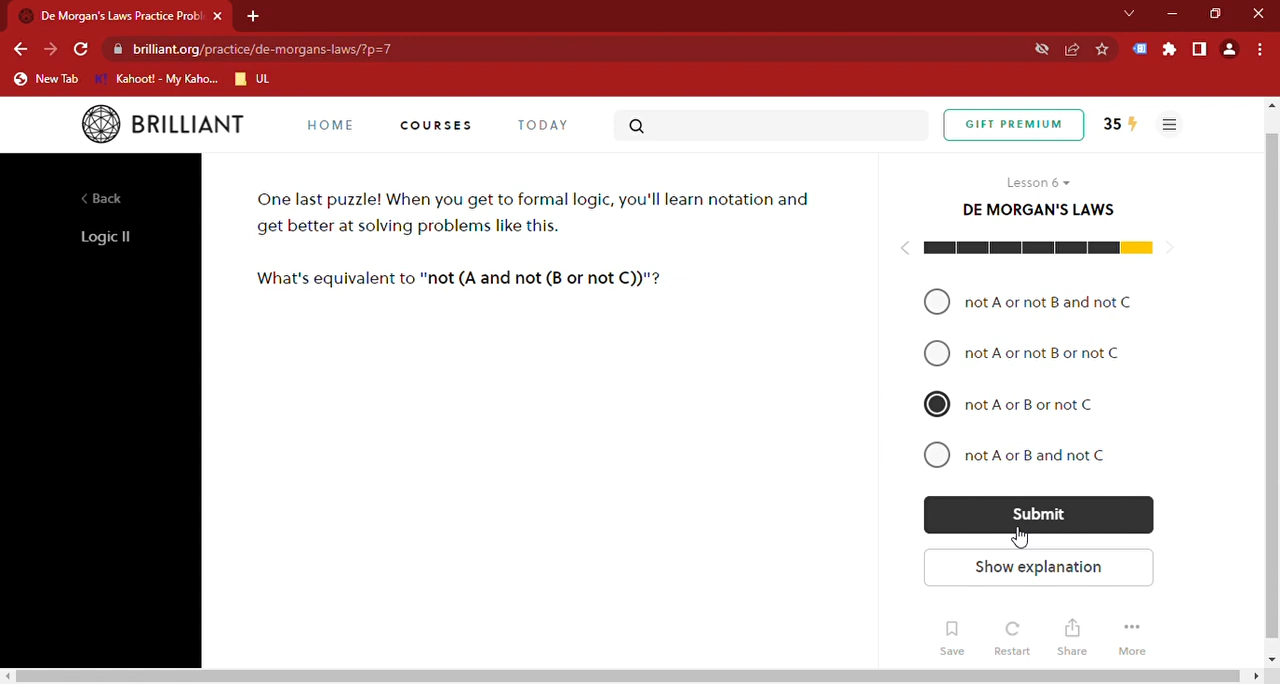 De Morgan's Laws Practice Probl
brilliant.org/practice/de-morgans-laws/?p=7
New Tab
K! Kahoot! - My Kaho...
UL
BRILLIANT
HOME
COURSES
TODAY
GIFT PREMIUM
35
< Back
Logic II
One last puzzle! When you get to formal logic, you'll learn notation and
get better at solving problems like this.
What's equivalent to "not (A and not (B or not C))"?
Lesson 6
DE MORGAN'S LAWS
not A or not B and not C
not A or not B or not C
not A or B or not C
not A or B and not C
Submit
Show explanation
Save
Restart
Share
More